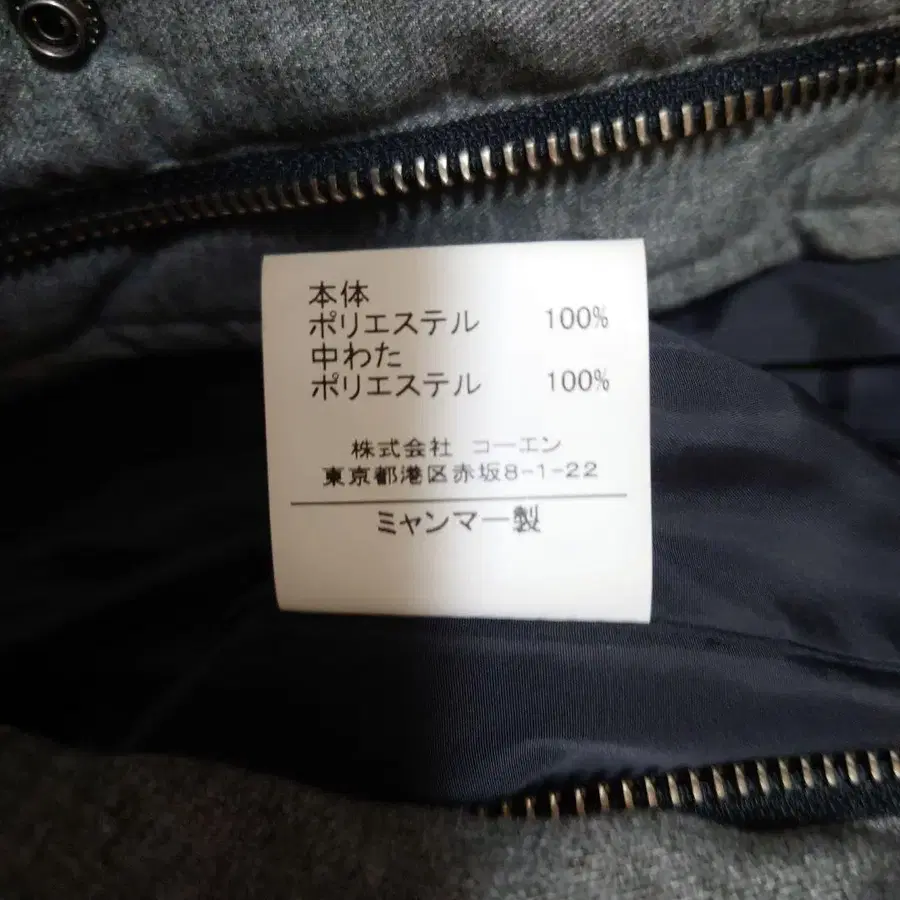 本体
ポリエステル 100%
中わた
ポリエステル 100%
株式会社 コーエン
東京都港区赤坂8-1-22
ミャンマー製